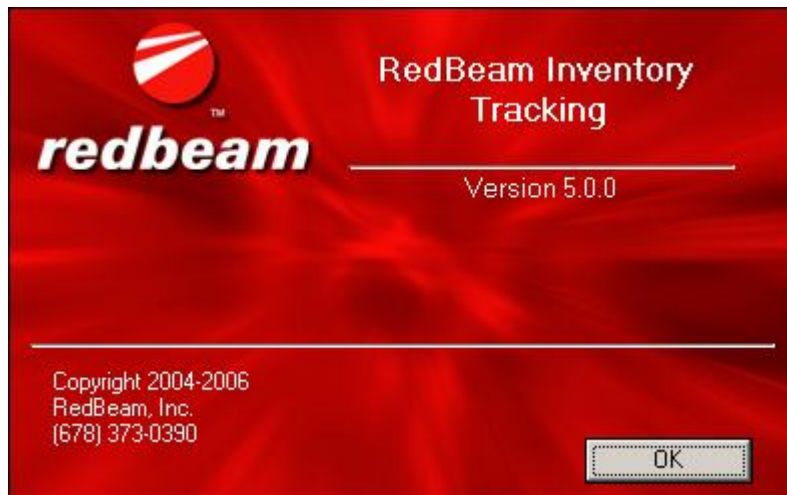 redbeam
TM
RedBeam Inventory
Tracking
Version 5.0.0
Copyright 2004-2006
RedBeam, Inc.
(678) 373-0390
OK